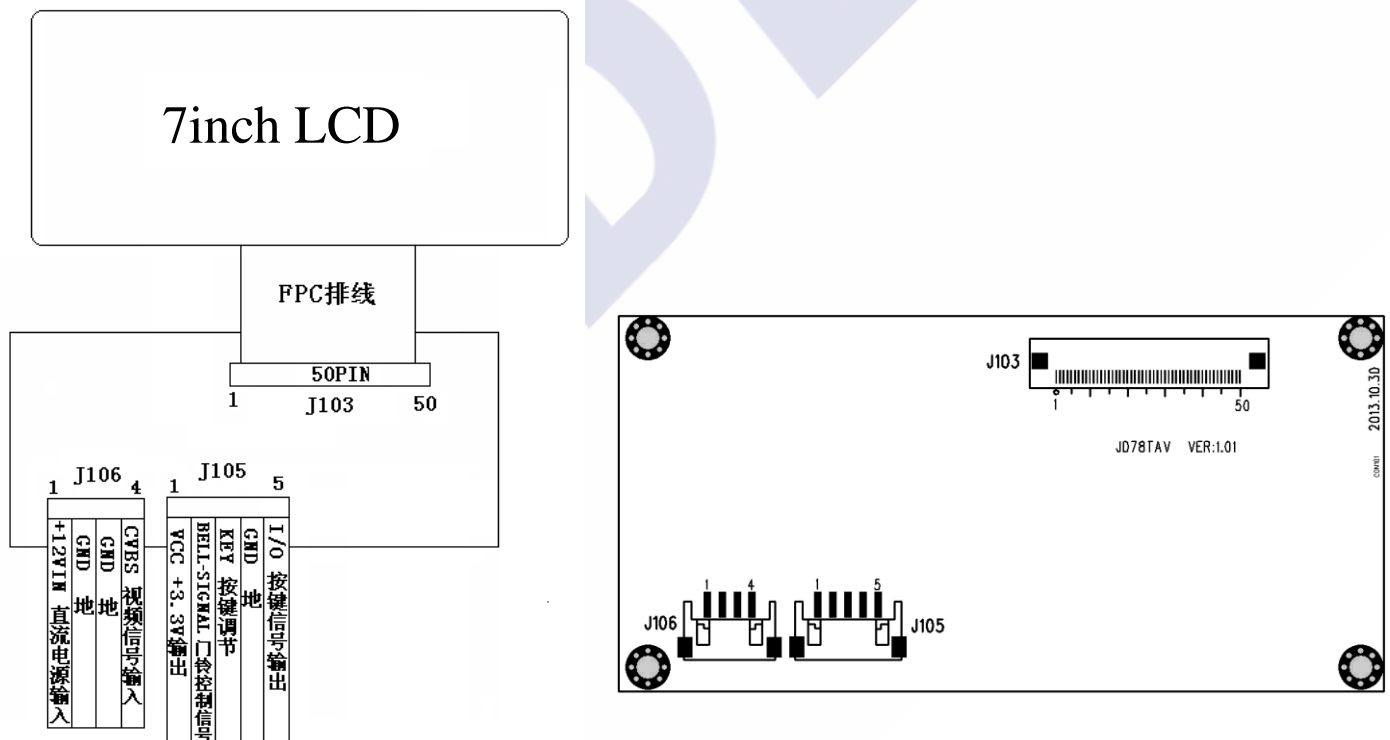 7inch LCD
FPC排线
50PIN
1 J103 50
J106
1 4
J105
1 5
+12VIN 直流电源输入
GND 地
GND 地
CVBS 视频信号输入
VCC +3.3V输出
BELL-SIGNAL 门铃控制信号
KEY 按键调节
GND 地
I/O 按键信号输出
J103
1 50
JD78TAV VER:1.01
2013.10.30
J106
1 4
1 5
J105